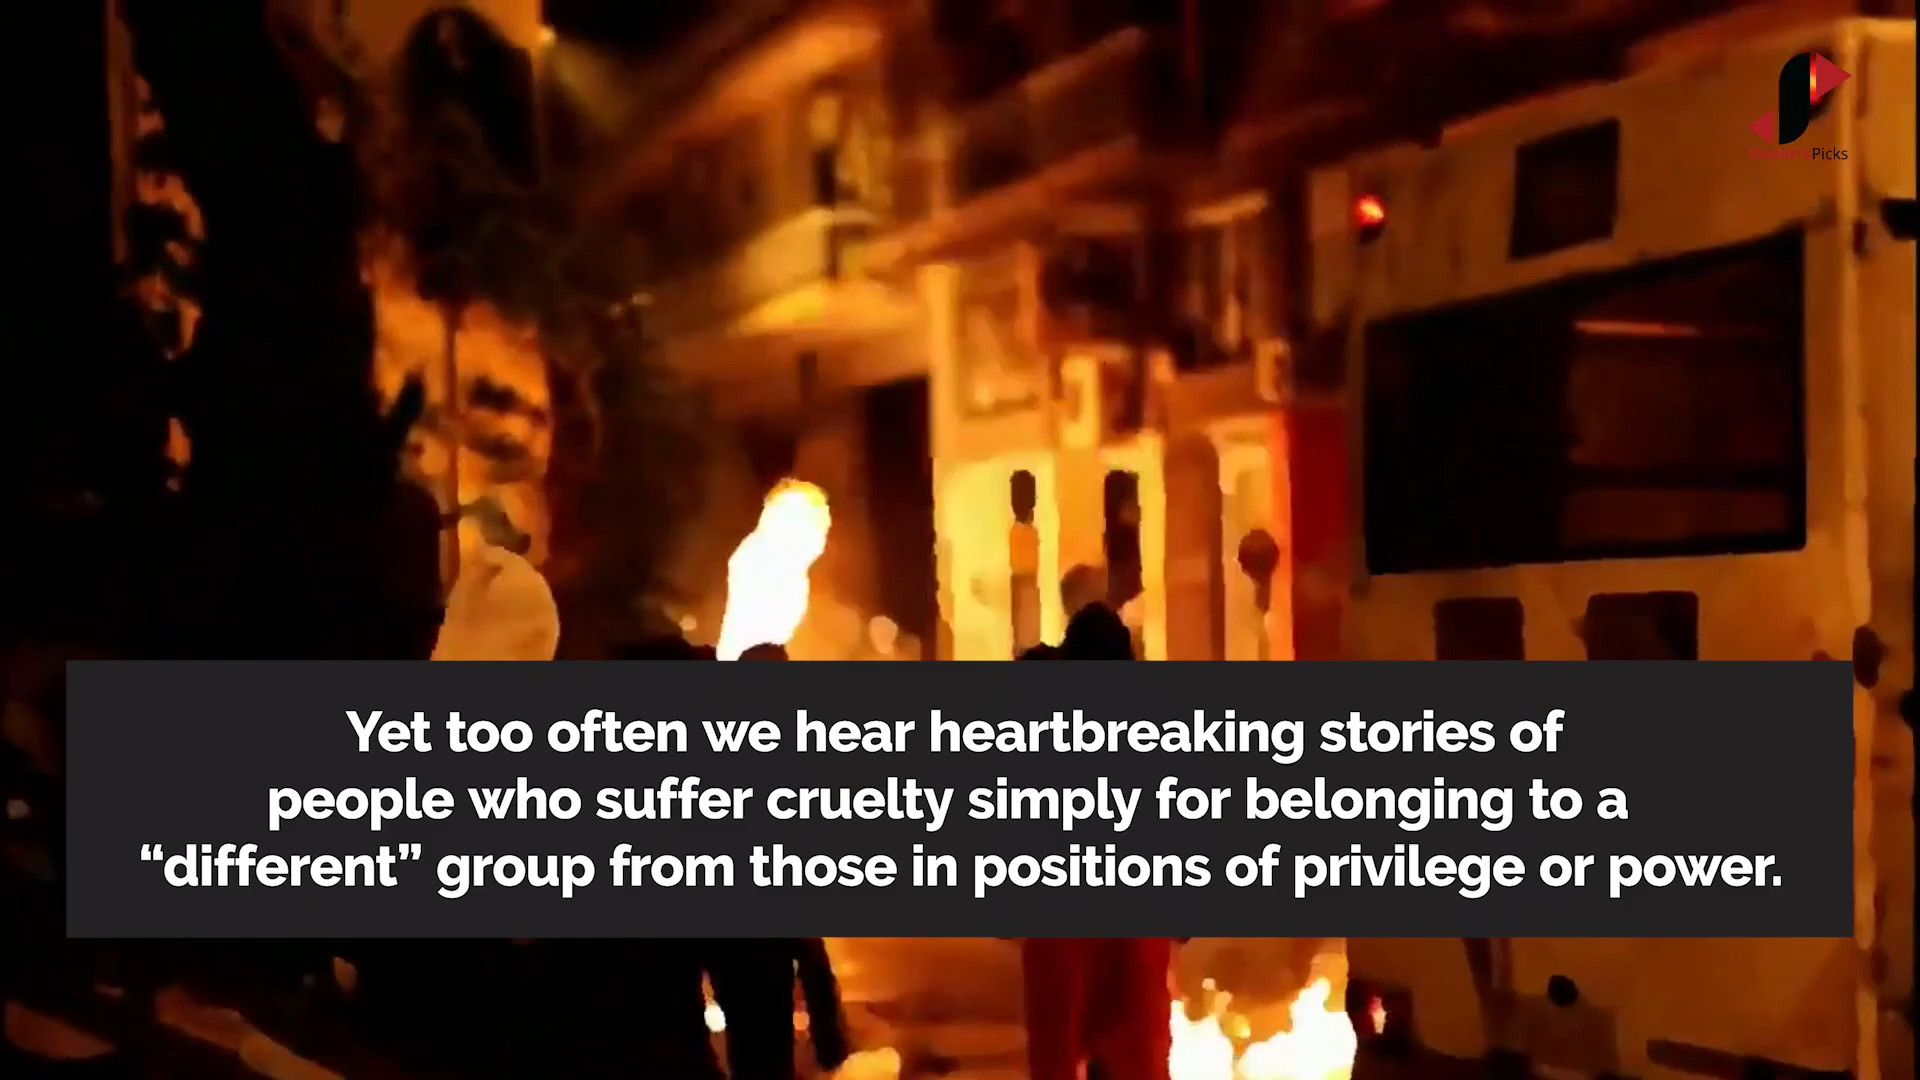 Picks
Yet too often we hear heartbreaking stories of
people who suffer cruelty simply for belonging to a
“different” group from those in positions of privilege or power.